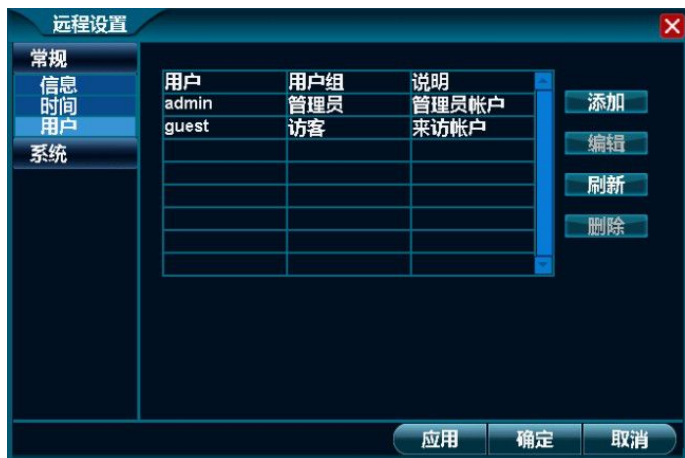 远程设置
常规
信息
时间
用户
系统
用户 用户组 说明
admin 管理员 管理员帐户
guest 访客 来访帐户
添加
编辑
刷新
删除
应用 确定 取消